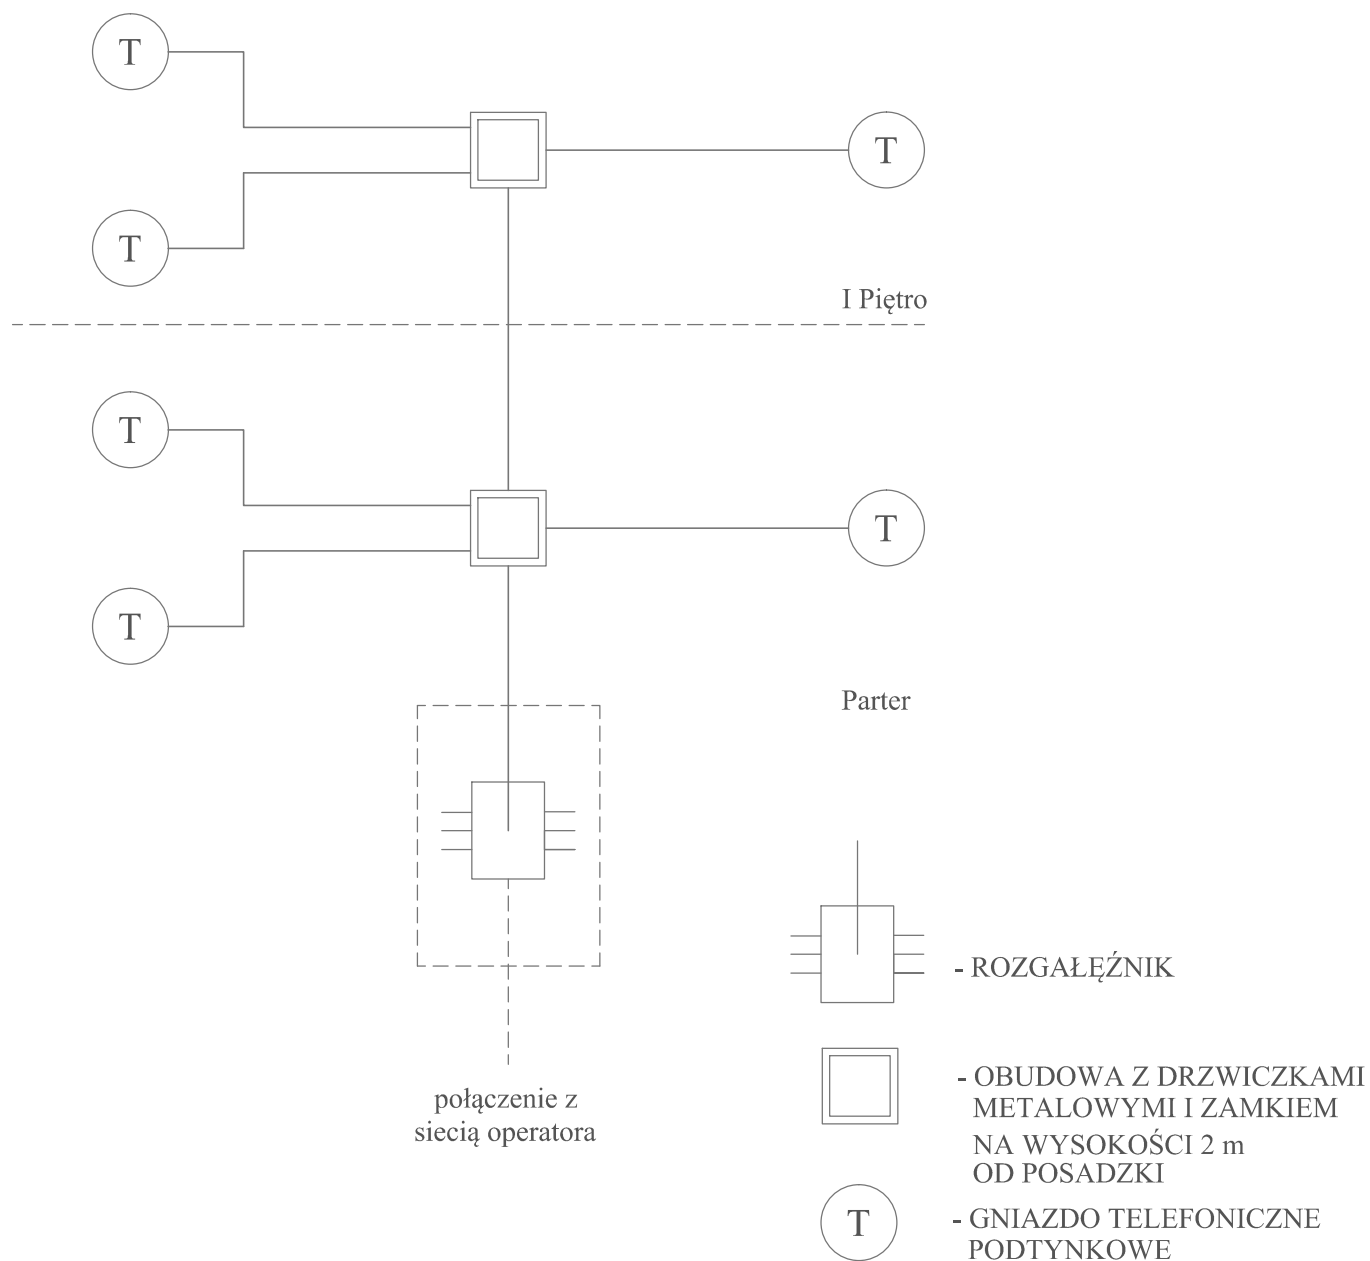 T
T
T
I Piętro
T
T
T
Parter
połączenie z
siecią operatora
- ROZGAŁĘŹNIK
- OBUDOWA Z DRZWICZKAMI
METALOWYMI I ZAMKIEM
NA WYSOKOŚCI 2 m
OD POSADZKI
T
- GNIAZDO TELEFONICZNE
PODTYNKOWE